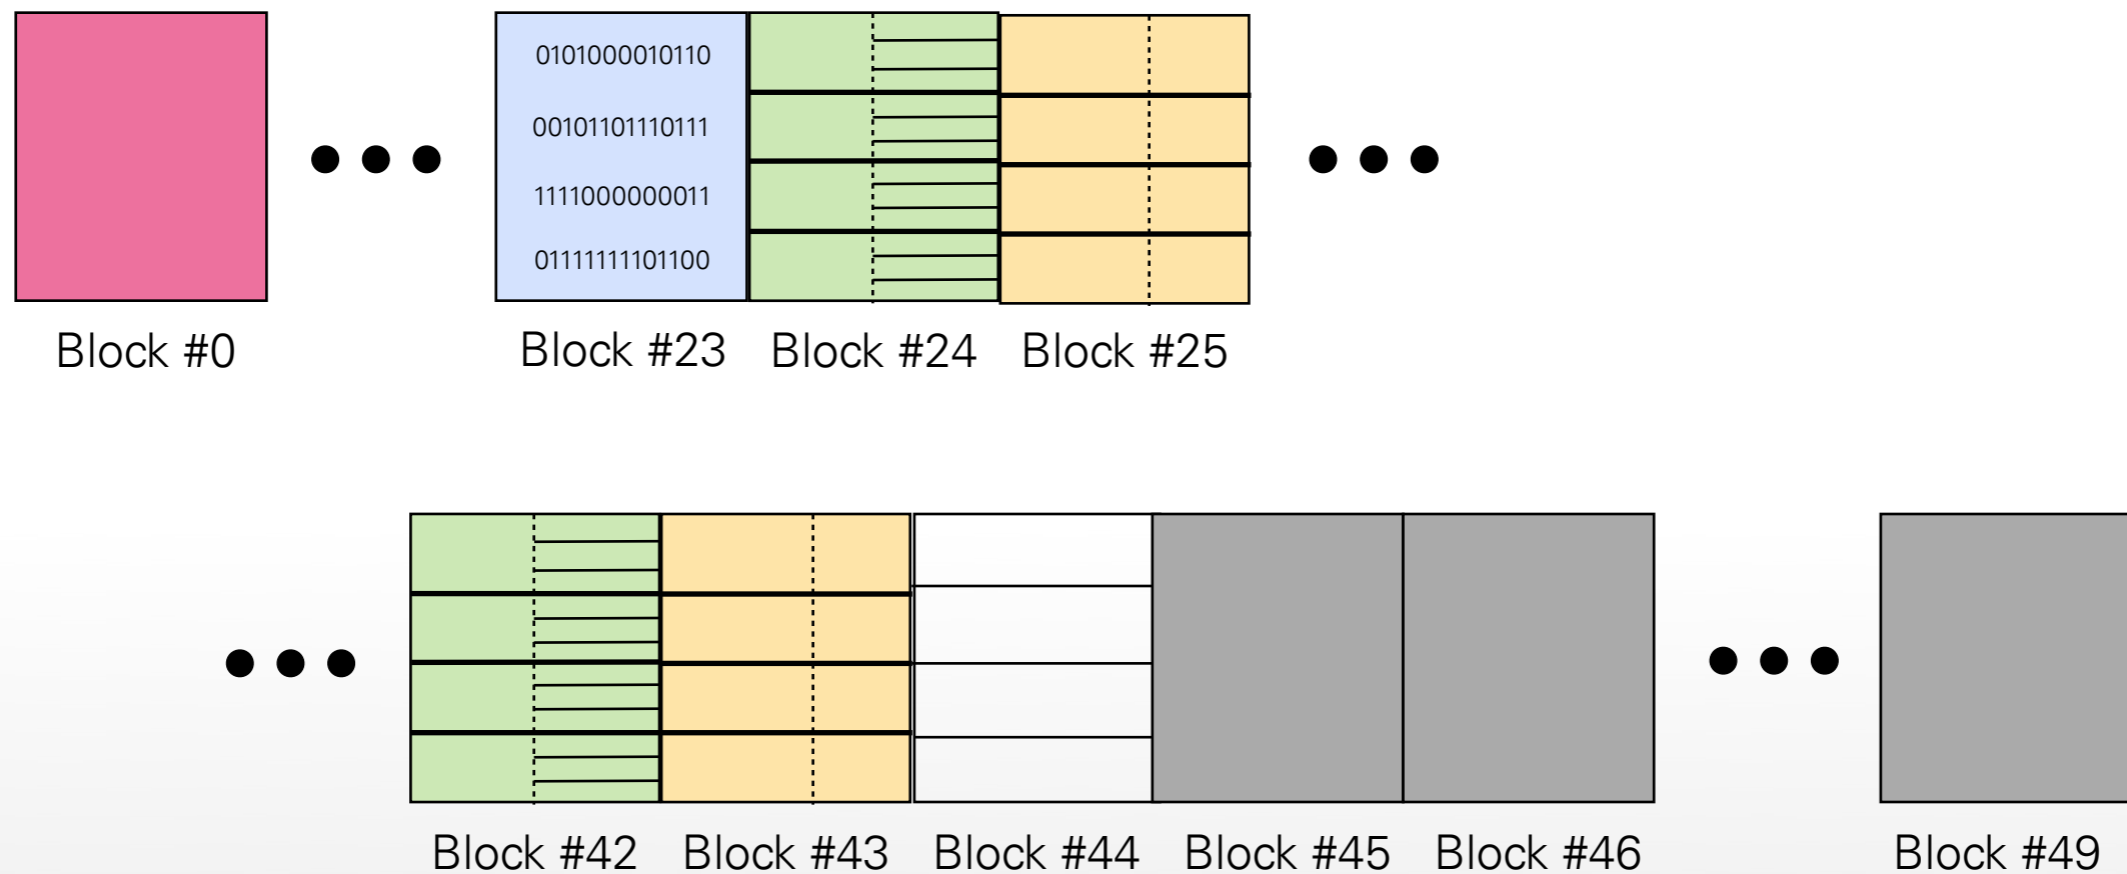 0101000010110
00101101110111
1111000000011
01111111101100
Block #0
Block #23
Block #24
Block #25
Block #42
Block #43
Block #44
Block #45
Block #46
Block #49